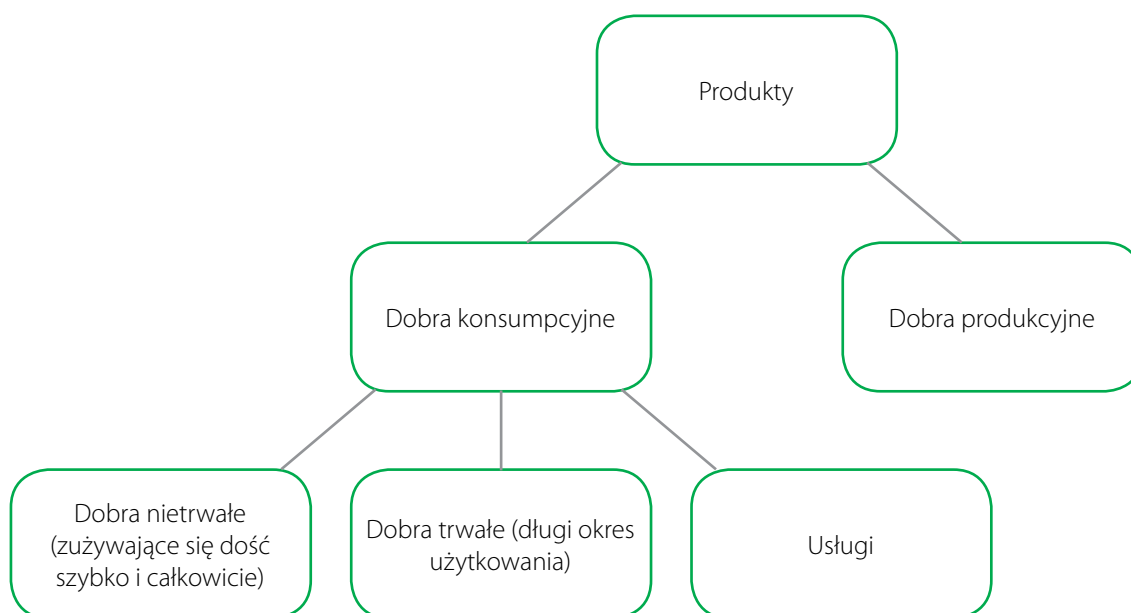 Produkty
Dobra konsumpcyjne
Dobra produkcyjne
Dobra nietrwałe
(zużywające się dość
szybko i całkowicie)
Dobra trwałe (długi okres
użytkowania)
Usługi